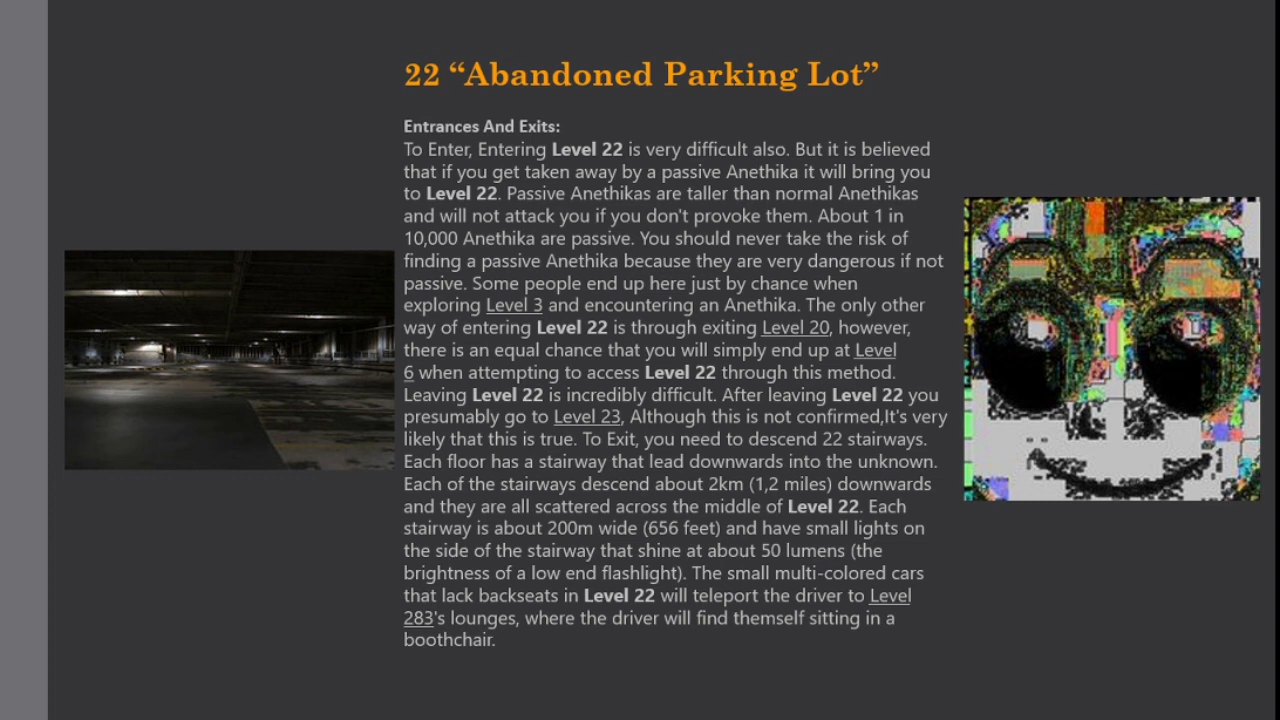 22 “Abandoned Parking Lot”
Entrances And Exits:
To Enter, Entering Level 22 is very difficult also. But it is believed
that if you get taken away by a passive Anethika it will bring you
to Level 22. Passive Anethikas are taller than normal Anethikas
and will not attack you if you don't provoke them. About 1 in
10,000 Anethika are passive. You should never take the risk of
finding a passive Anethika because they are very dangerous if not
passive. Some people end up here just by chance when
exploring Level 3 and encountering an Anethika. The only other
way of entering Level 22 is through exiting Level 20, however,
there is an equal chance that you will simply end up at Level
6 when attempting to access Level 22 through this method.
Leaving Level 22 is incredibly difficult. After leaving Level 22 you
presumably go to Level 23, Although this is not confirmed,It's very
likely that this is true. To Exit, you need to descend 22 stairways.
Each floor has a stairway that lead downwards into the unknown.
Each of the stairways descend about 2km (1,2 miles) downwards
and they are all scattered across the middle of Level 22. Each
stairway is about 200m wide (656 feet) and have small lights on
the side of the stairway that shine at about 50 lumens (the
brightness of a low end flashlight). The small multi-colored cars
that lack backseats in Level 22 will teleport the driver to Level
283's lounges, where the driver will find themself sitting in a
boothchair.